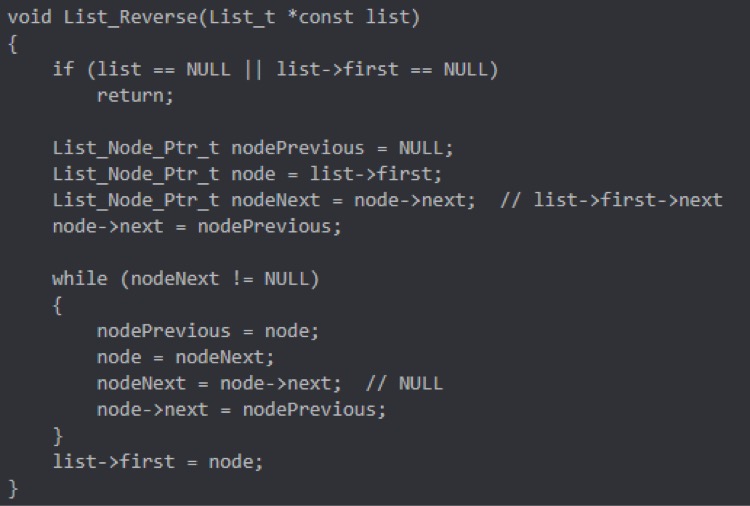 void List_Reverse(List_t *const list)
{
    if (list == NULL || list->first == NULL)
        return;

    List_Node_Ptr_t nodePrevious = NULL;
    List_Node_Ptr_t node = list->first;
    List_Node_Ptr_t nodeNext = node->next;  // list->first->next
    node->next = nodePrevious;

    while (nodeNext != NULL)
    {
        nodePrevious = node;
        node = nodeNext;
        nodeNext = node->next;  // NULL
        node->next = nodePrevious;
    }
    list->first = node;
}